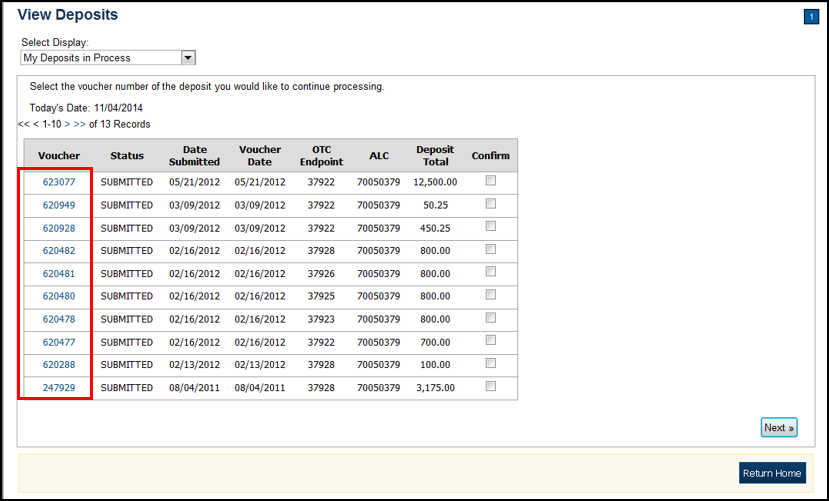 View Deposits
1
Select Display:
My Deposits in Process
Select the voucher number of the deposit you would like to continue processing.
Today's Date: 11/04/2014
<< < 1-10 > >> of 13 Records
Voucher Status Date Submitted Voucher Date OTC Endpoint ALC Deposit Total Confirm
623077 SUBMITTED 05/21/2012 05/21/2012 37922 70050379 12,500.00
620949 SUBMITTED 03/09/2012 03/09/2012 37922 70050379 50.25
620928 SUBMITTED 03/09/2012 03/09/2012 37922 70050379 450.25
620482 SUBMITTED 02/16/2012 02/16/2012 37928 70050379 800.00
620481 SUBMITTED 02/16/2012 02/16/2012 37926 70050379 800.00
620480 SUBMITTED 02/16/2012 02/16/2012 37925 70050379 800.00
620478 SUBMITTED 02/16/2012 02/16/2012 37923 70050379 800.00
620477 SUBMITTED 02/16/2012 02/16/2012 37922 70050379 700.00
620288 SUBMITTED 02/13/2012 02/13/2012 37928 70050379 100.00
247929 SUBMITTED 08/04/2011 08/04/2011 37928 70050379 3,175.00
Next »
Return Home